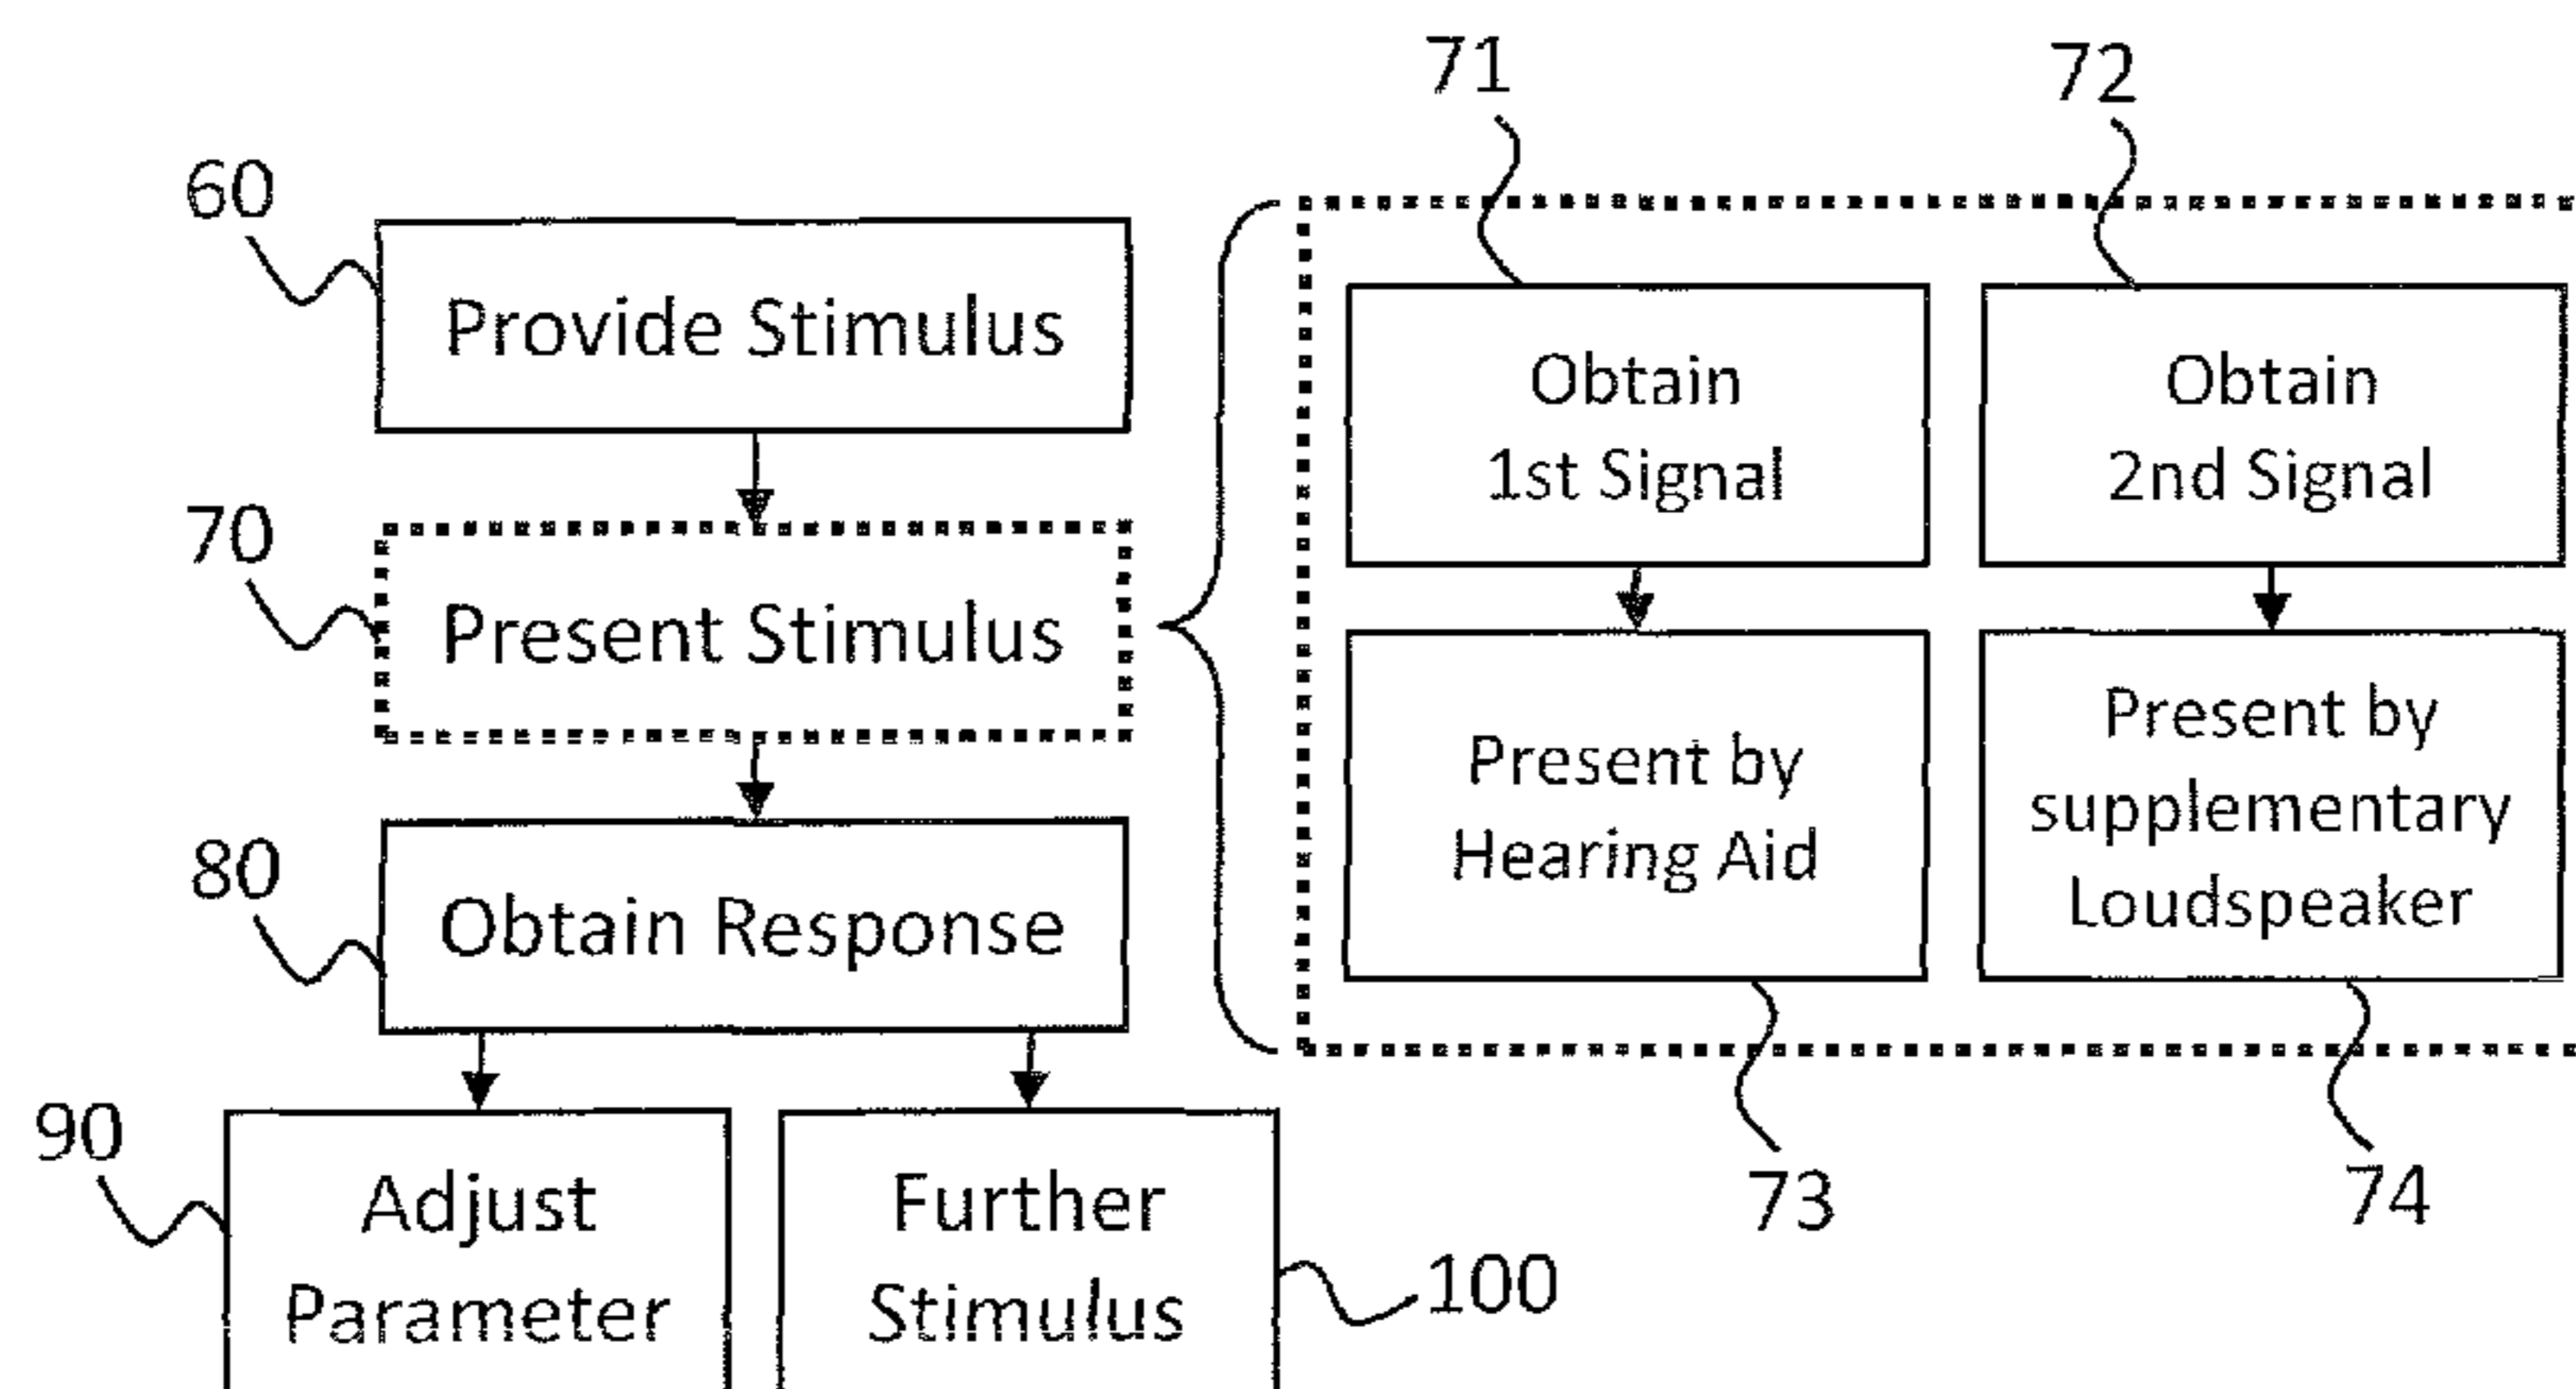 71
72
60
Provide Stimulus
Obtain
1st Signal
Obtain
2nd Signal
70
Present Stimulus
Present by
Hearing Aid
Present by
supplementary
Loudspeaker
80
Obtain Response
73
74
90
Adjust
Parameter
Further
Stimulus
100